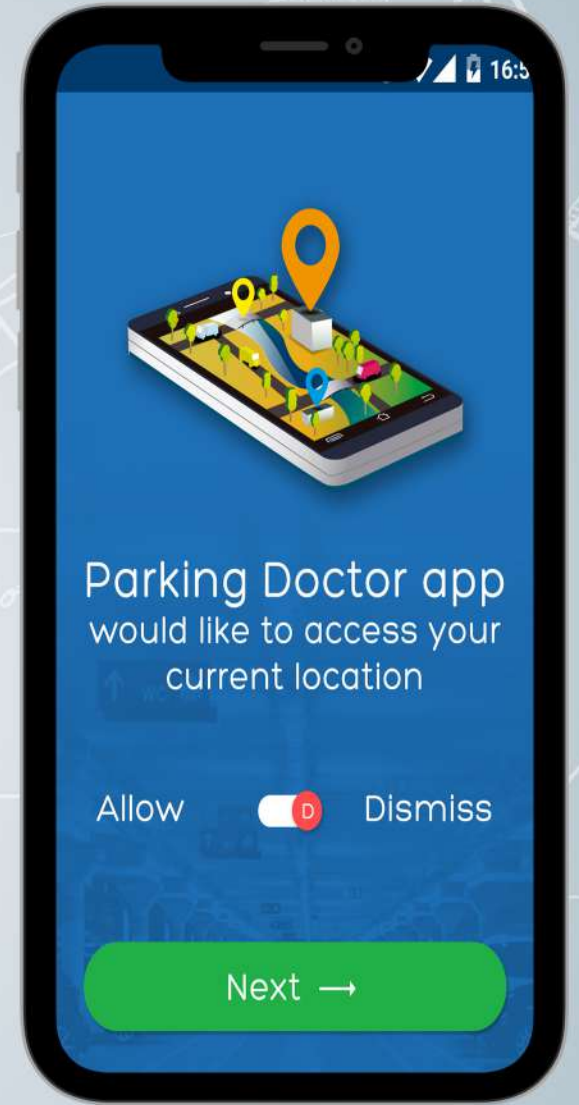 16:5
Parking Doctor app
would like to access your
current location
Allow
D
Dismiss
Next →